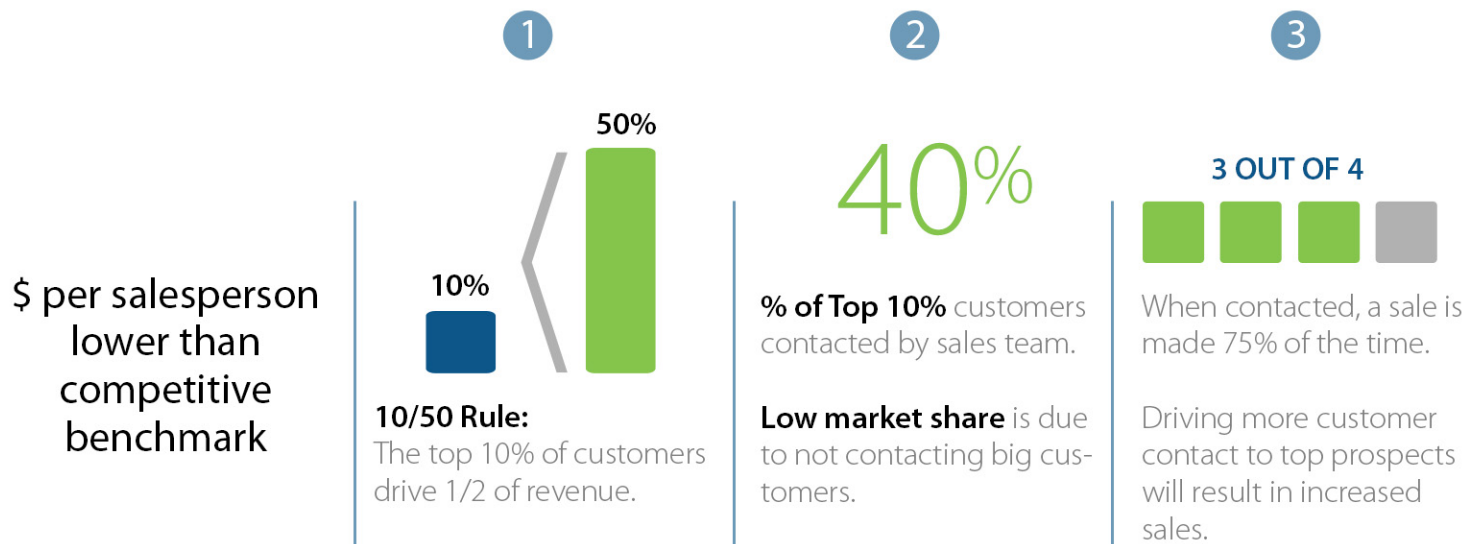 $ per salesperson
lower than
competitive
benchmark
1
10%
50%
10/50 Rule:
The top 10% of customers
drive 1/2 of revenue.
2
40%
% of Top 10% customers
contacted by sales team.
Low market share is due
to not contacting big cus-
tomers.
3
3 OUT OF 4
When contacted, a sale is
made 75% of the time.
Driving more customer
contact to top prospects
will result in increased
sales.